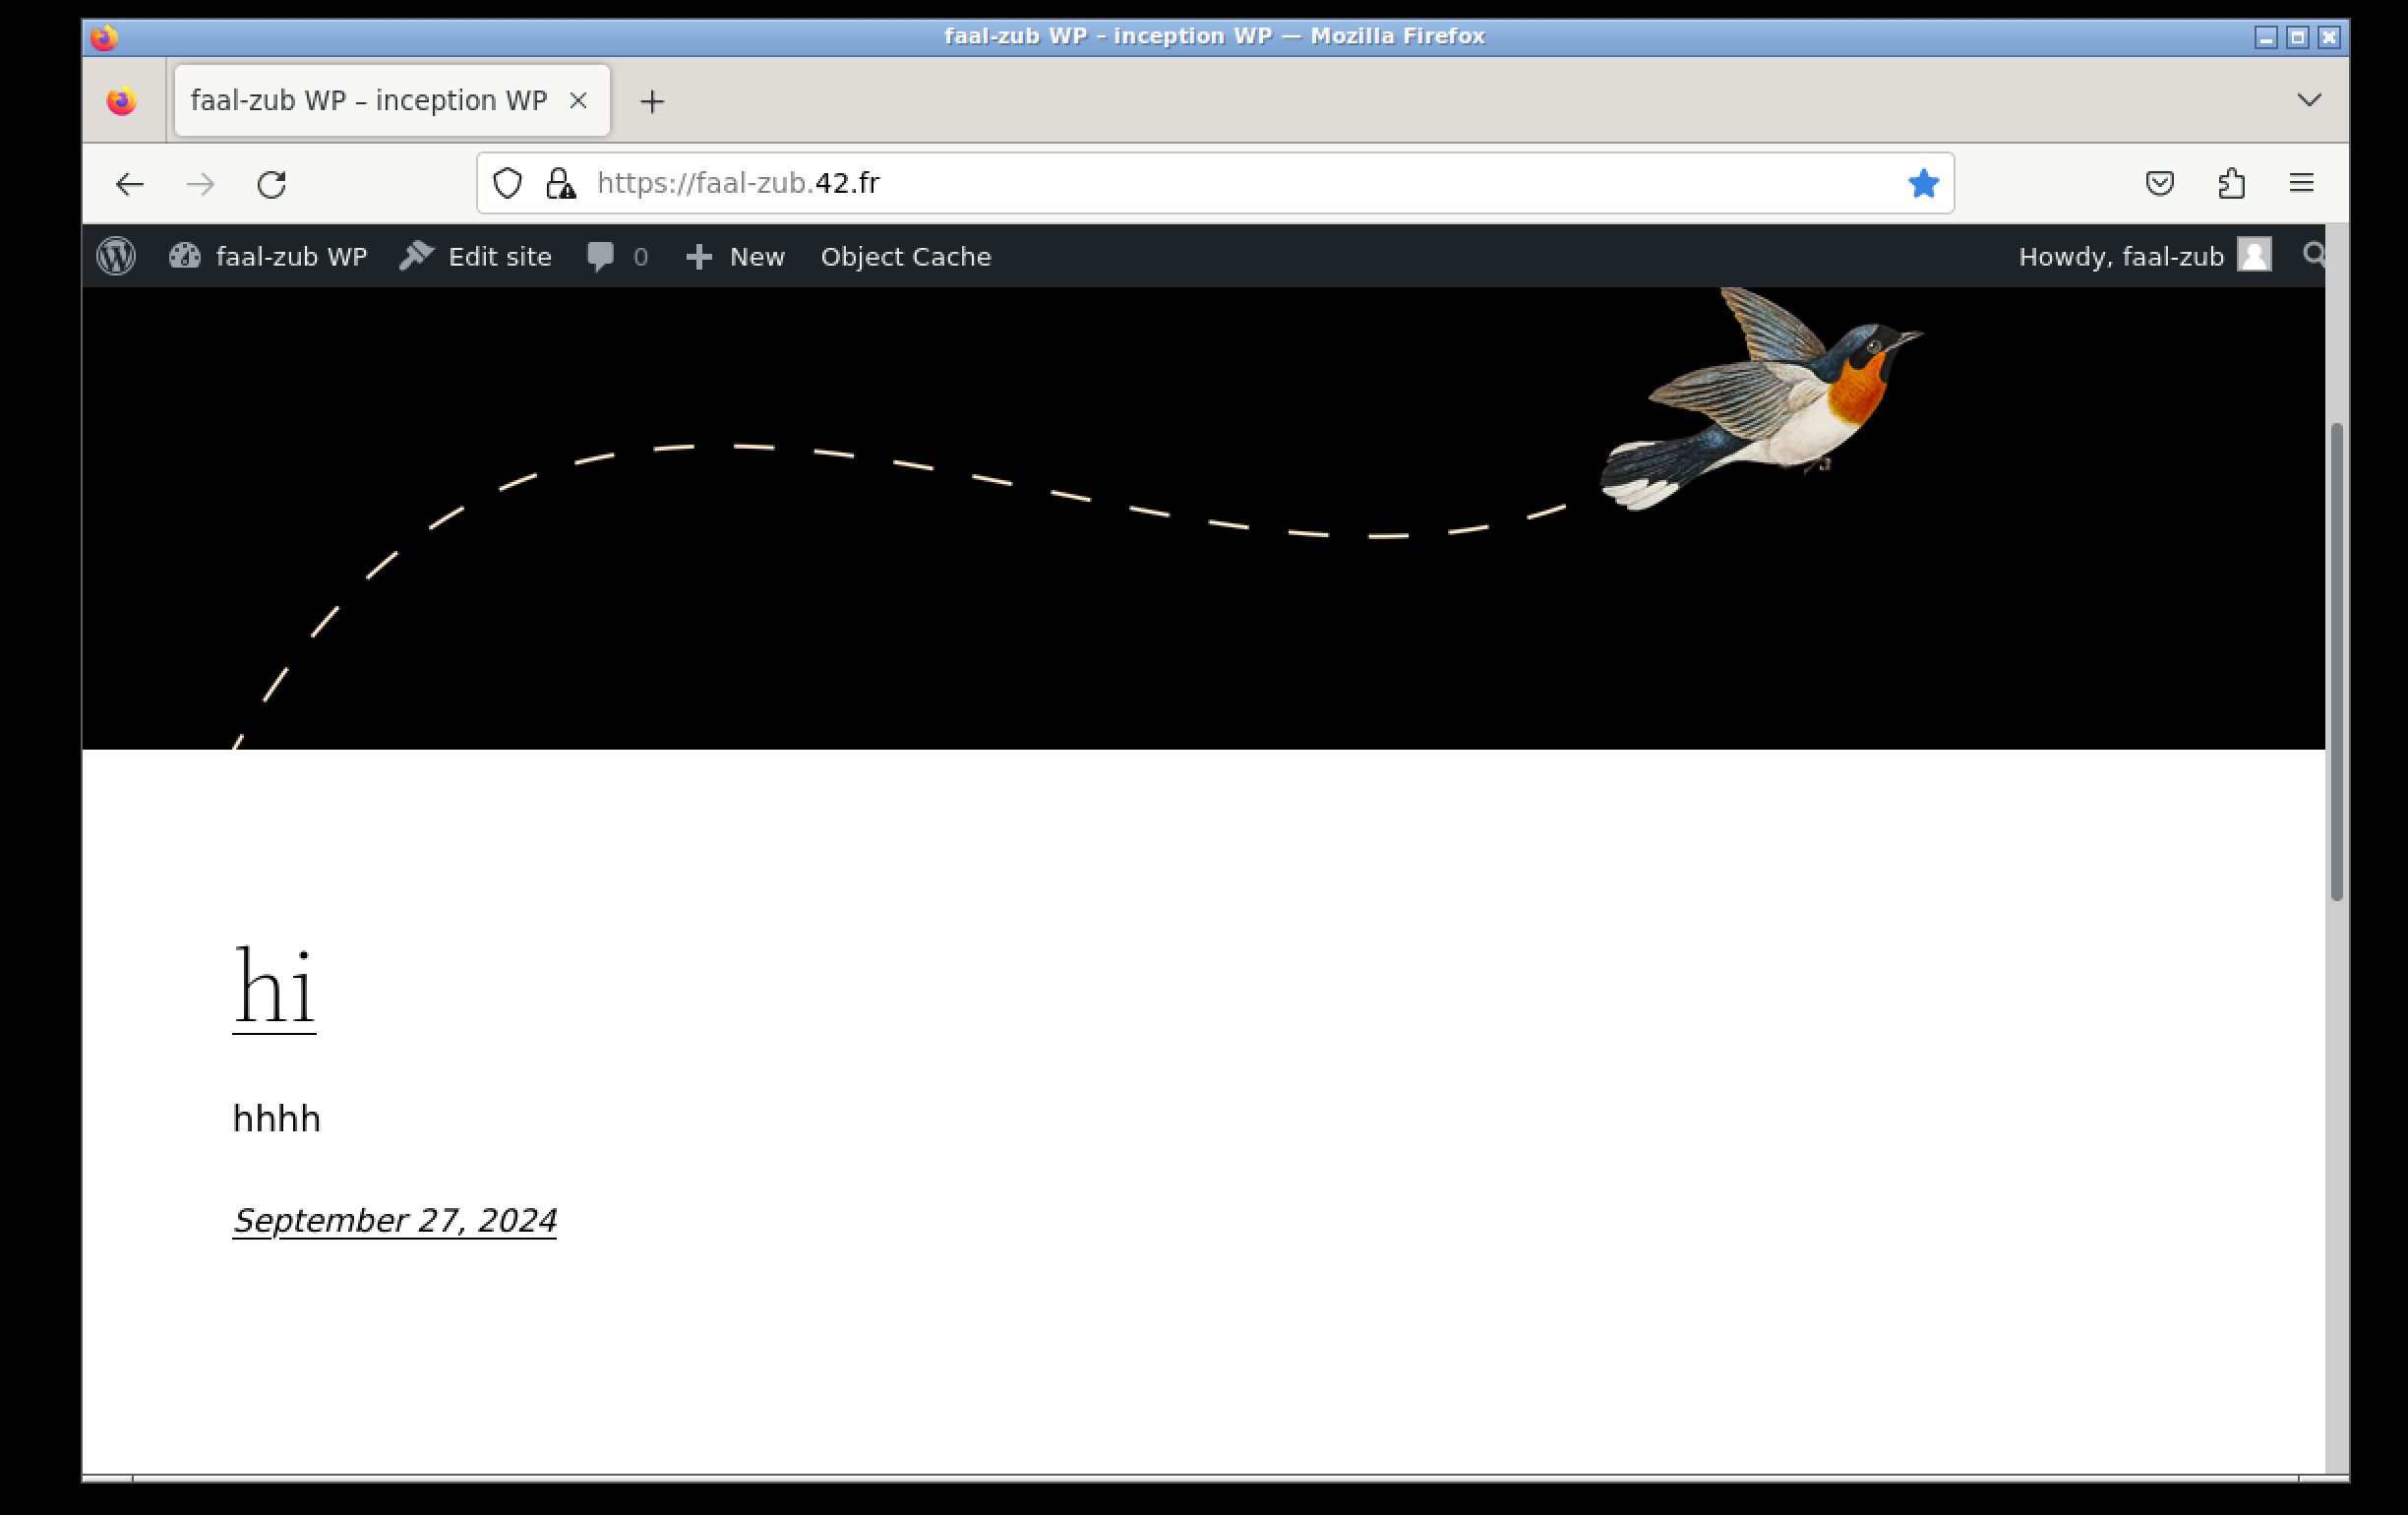 faal-zub WP – inception WP — Mozilla Firefox
faal-zub WP – inception WP
https://faal-zub.42.fr
faal-zub WP Edit site 0 New Object Cache Howdy, faal-zub
hi
hhhh
September 27, 2024